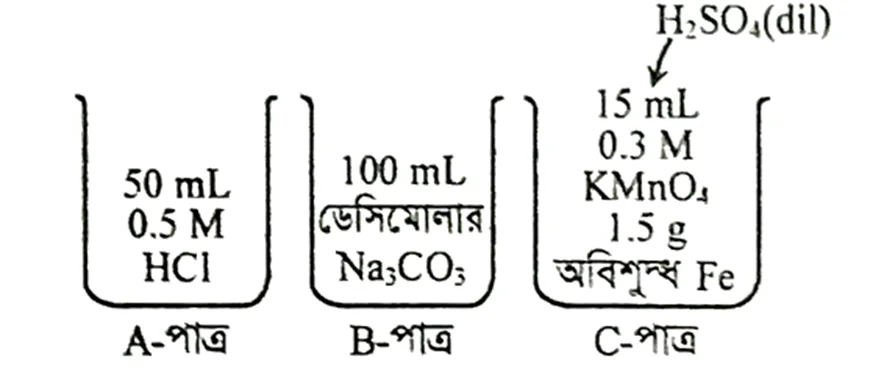 H₂SO₄(dil)
50 mL
0.5 M
HCl
A-পাত্র
100 mL
ডেসিমোলার
Na₃CO₃
B-পাত্র
15 mL
0.3 M
KMnO₄
1.5 g
অবিশুদ্ধ Fe
C-পাত্র